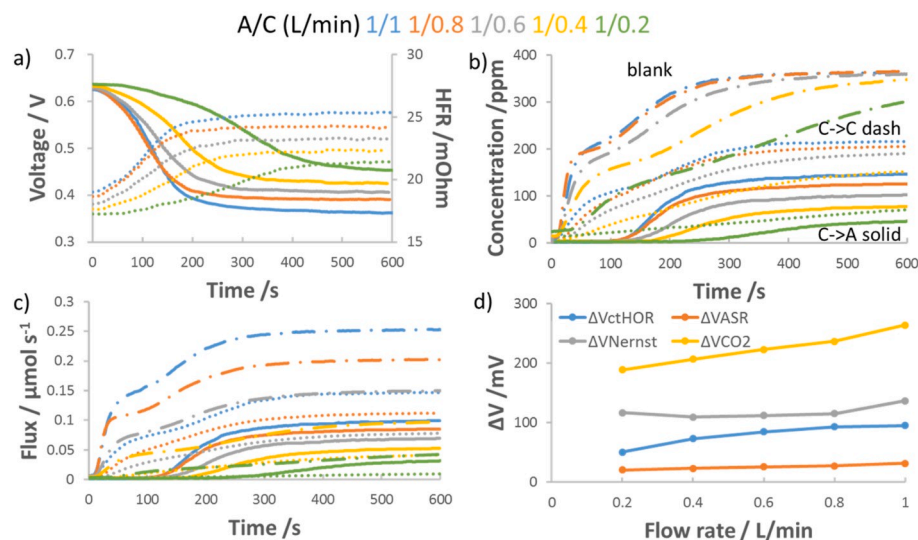 A/C (L/min) 1/1 1/0.8 1/0.6 1/0.4 1/0.2
a)
0.7
0.6
0.5
0.4
0.3
Voltage / V
30
25
20
15
HFR / mOhm
0 100 200 300 400 500 600
Time /s
b)
blank
C->C dash
C->A solid
400
300
200
100
0
Concentration /ppm
0 100 200 300 400 500 600
Time /s
c)
0.3
0.25
0.2
0.15
0.1
0.05
0
Flux / µmol s⁻¹
0 100 200 300 400 500 600
Time /s
d)
ΔVctHOR ΔVASR
ΔVNernst ΔVCO2
300
200
100
0
ΔV /mV
0 0.2 0.4 0.6 0.8 1
Flow rate / L/min